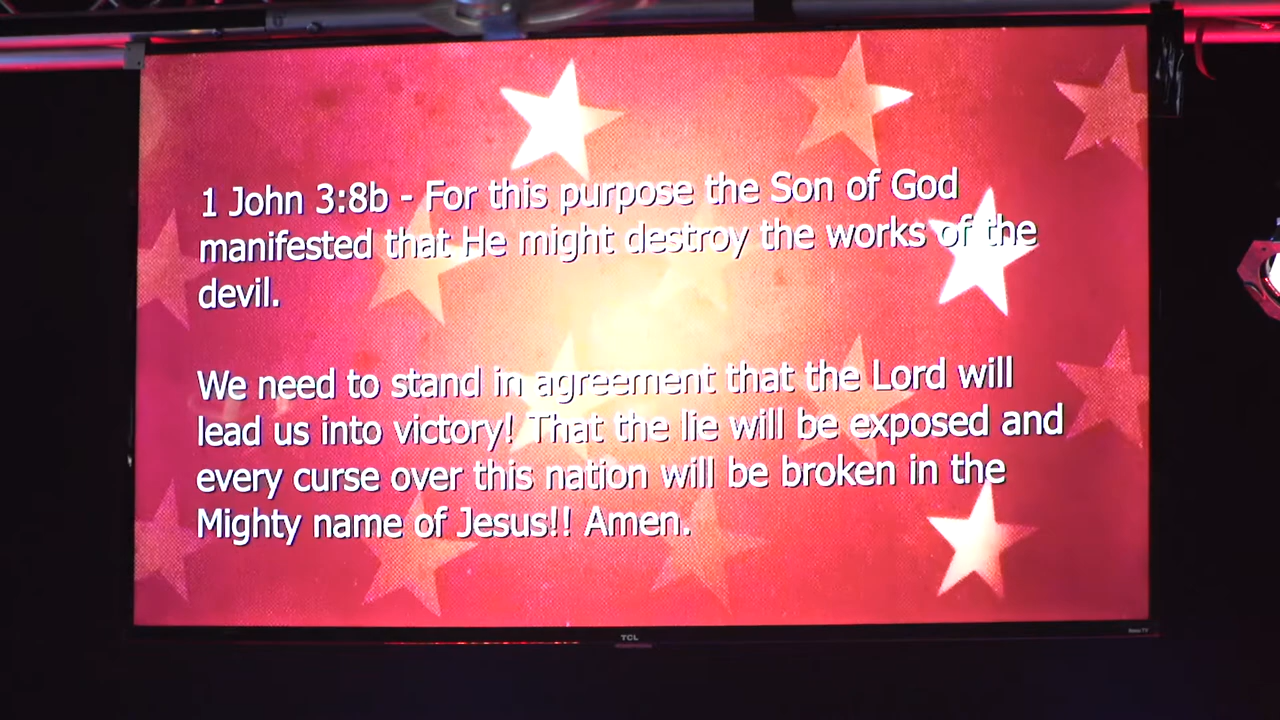 1 John 3:8b - For this purpose the Son of God
manifested that He might destroy the works of the
devil.
We need to stand in agreement that the Lord will
lead us into victory! That the lie will be exposed and
every curse over this nation will be broken in the
Mighty name of Jesus!! Amen.
TCL
Roku TV